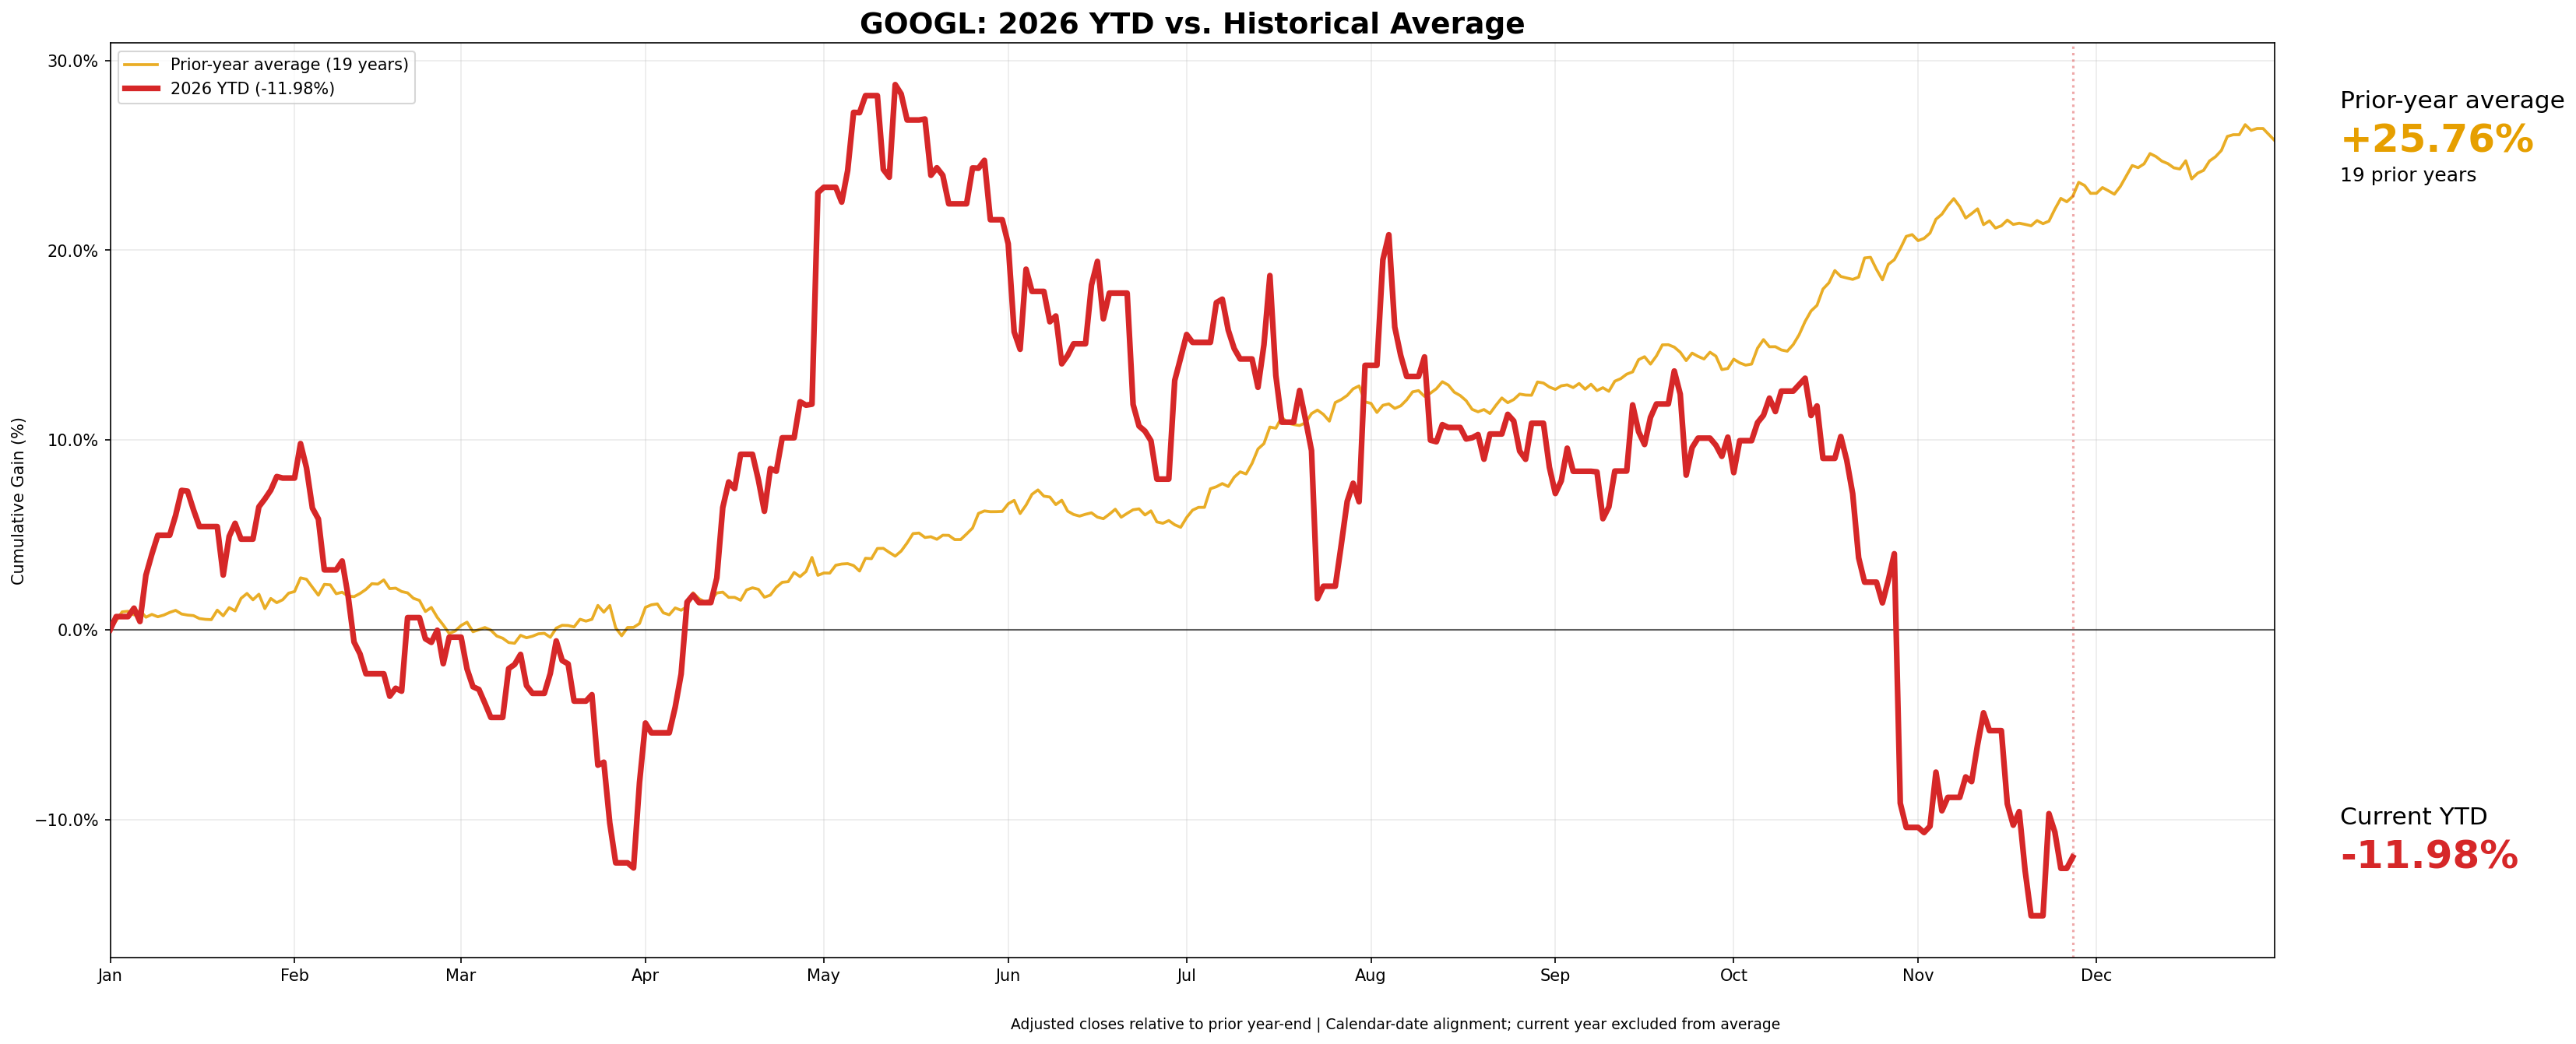 GOOGL: 2026 YTD vs. Historical Average
Prior-year average (19 years)
2026 YTD (-11.98%)
30.0%
20.0%
10.0%
0.0%
−10.0%
Cumulative Gain (%)
Jan Feb Mar Apr May Jun Jul Aug Sep Oct Nov Dec
Prior-year average
+25.76%
19 prior years
Current YTD
-11.98%
Adjusted closes relative to prior year-end | Calendar-date alignment; current year excluded from average